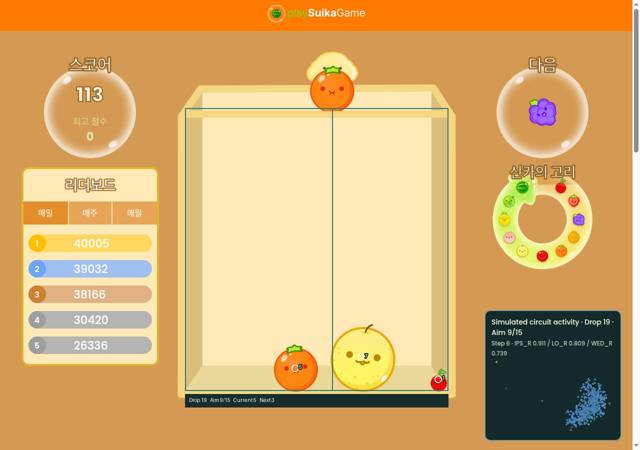 playSuikaGame
스코어
113
최고 점수
0
리더보드
매일 매주 매월
1 40005
2 39032
3 38166
4 30420
5 26336
다음
신카의 고리
Simulated circuit activity · Drop 19 ·
Aim 9/15
Step 6 · IPS_R 0.911 / LO_R 0.809 / WED_R
0.739
7
Drop 19 Aim 9/15 Current 5 Next 3